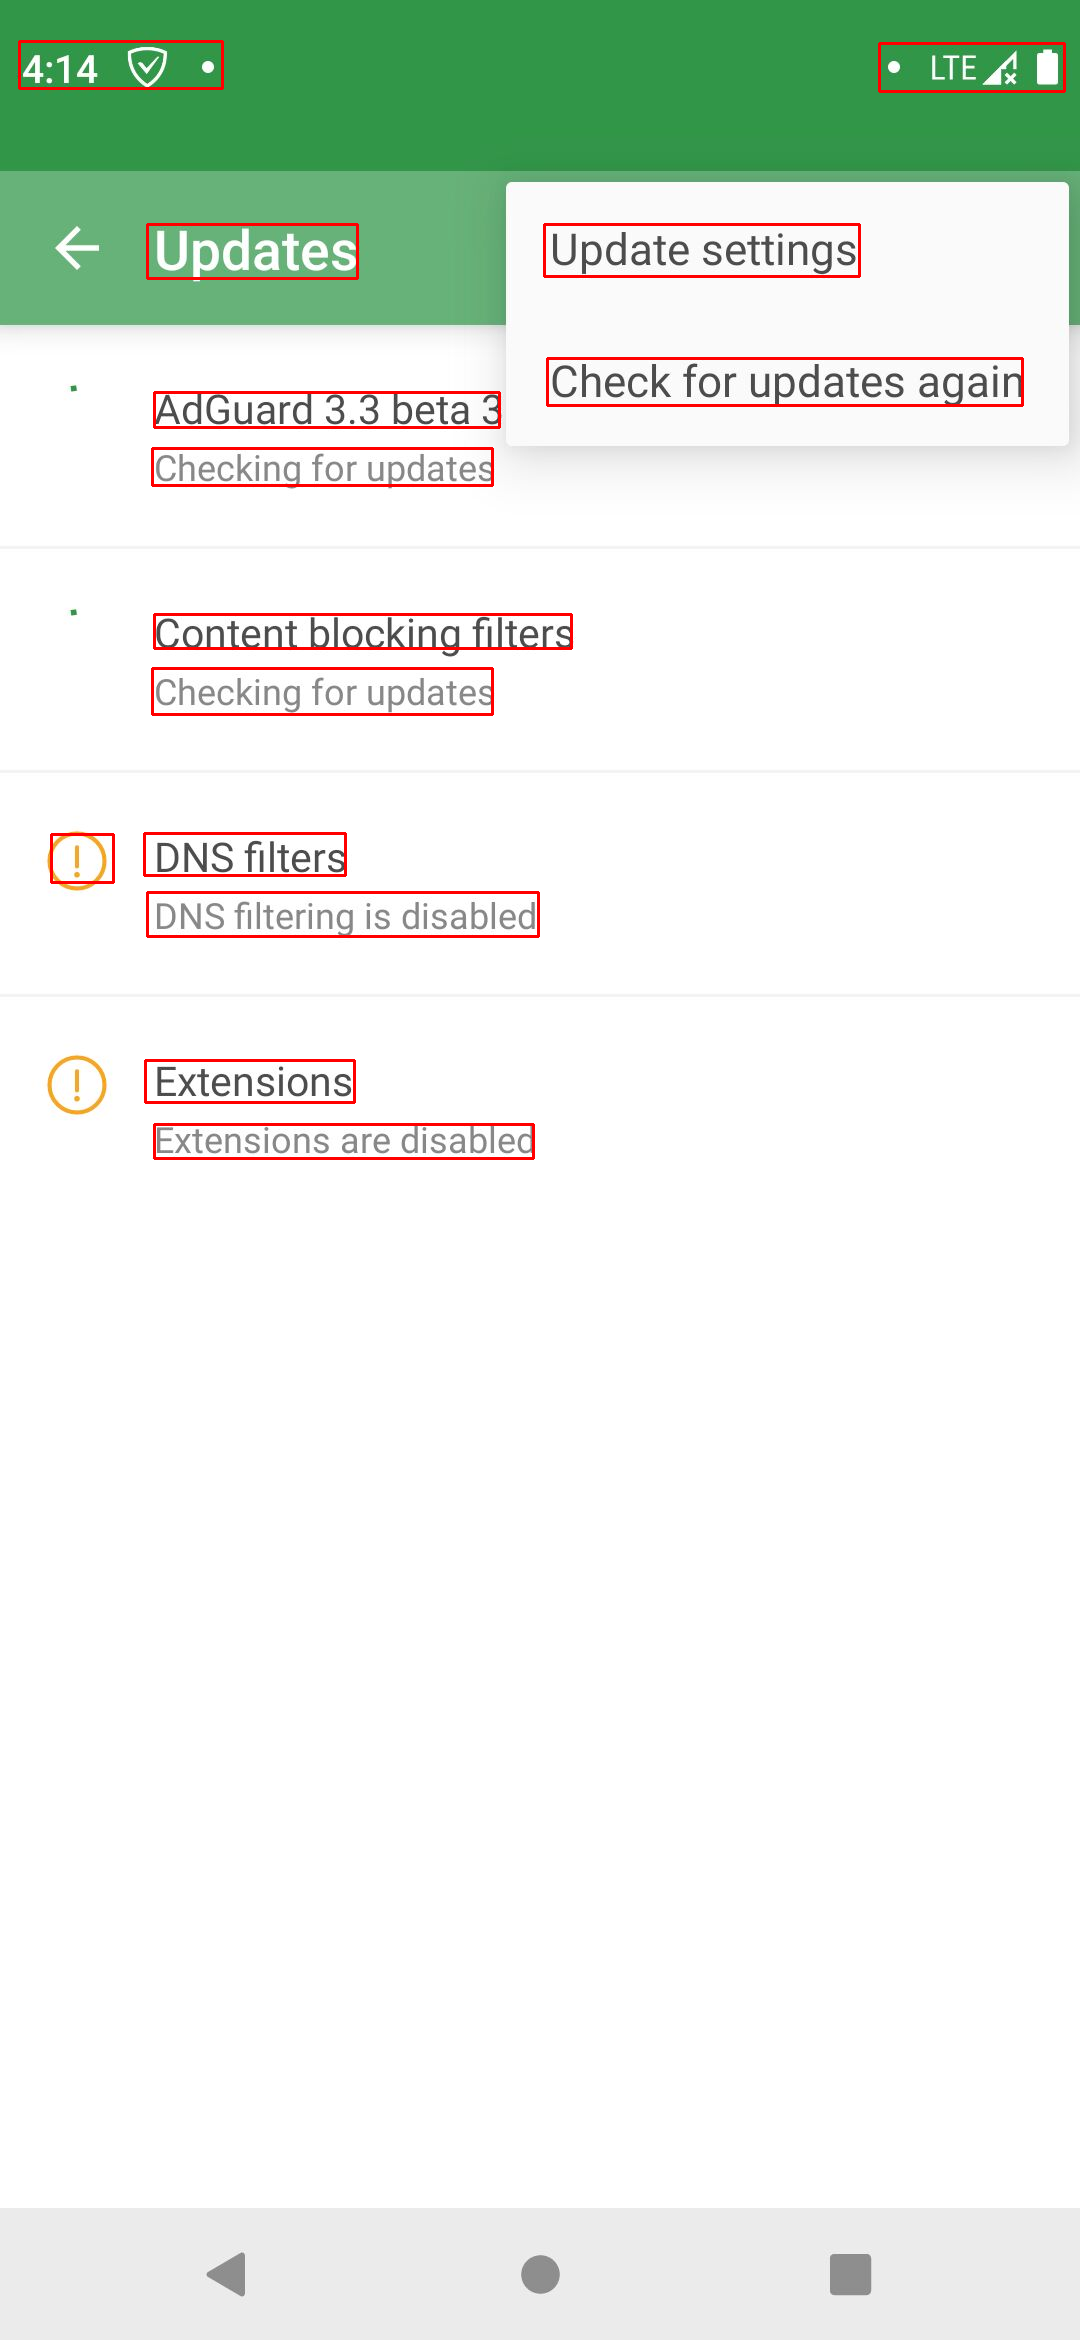 4:14
LTE
Updates
Update settings
Check for updates again
AdGuard 3.3 beta 3
Checking for updates
Content blocking filters
Checking for updates
DNS filters
DNS filtering is disabled
Extensions
Extensions are disabled